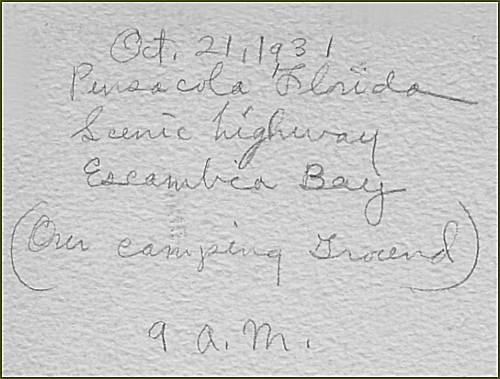 Oct. 21, 1931
Pensacola Florida
Scenic highway
Escambia Bay
(Our camping Ground)
9 a.m.